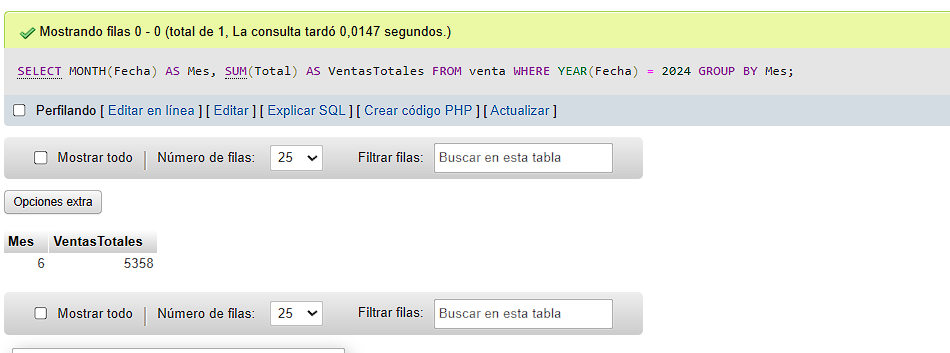 Mostrando filas 0 - 0 (total de 1, La consulta tardó 0,0147 segundos.)
SELECT MONTH(Fecha) AS Mes, SUM(Total) AS VentasTotales FROM venta WHERE YEAR(Fecha) = 2024 GROUP BY Mes;
Perfilando [ Editar en línea ] [ Editar ] [ Explicar SQL ] [ Crear código PHP ] [ Actualizar ]
Mostrar todo | Número de filas: 25 Filtrar filas: Buscar en esta tabla
Opciones extra
Mes VentasTotales
6 5358
Mostrar todo | Número de filas: 25 Filtrar filas: Buscar en esta tabla